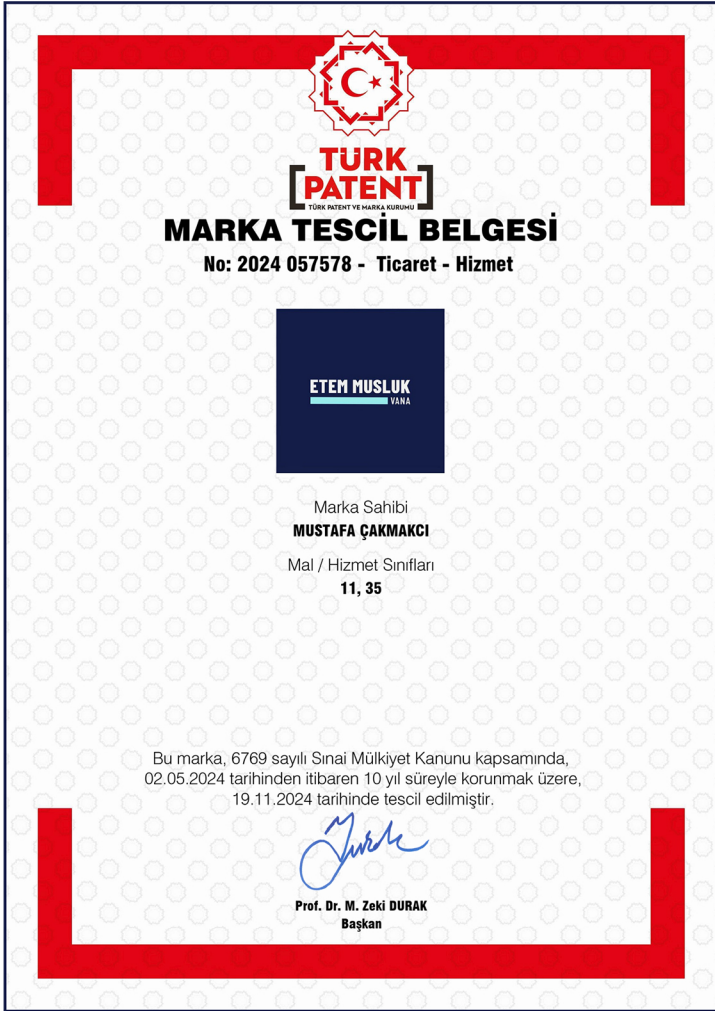 TÜRK
PATENT
TÜRK PATENT VE MARKA KURUMU
MARKA TESCİL BELGESİ
No: 2024 057578 - Ticaret - Hizmet
ETEM MUSLUK
VANA
Marka Sahibi
MUSTAFA ÇAKMAKCI
Mal / Hizmet Sınıfları
11, 35
Bu marka, 6769 sayılı Sınai Mülkiyet Kanunu kapsamında,
02.05.2024 tarihinden itibaren 10 yıl süreyle korunmak üzere,
19.11.2024 tarihinde tescil edilmiştir.
Prof. Dr. M. Zeki DURAK
Başkan